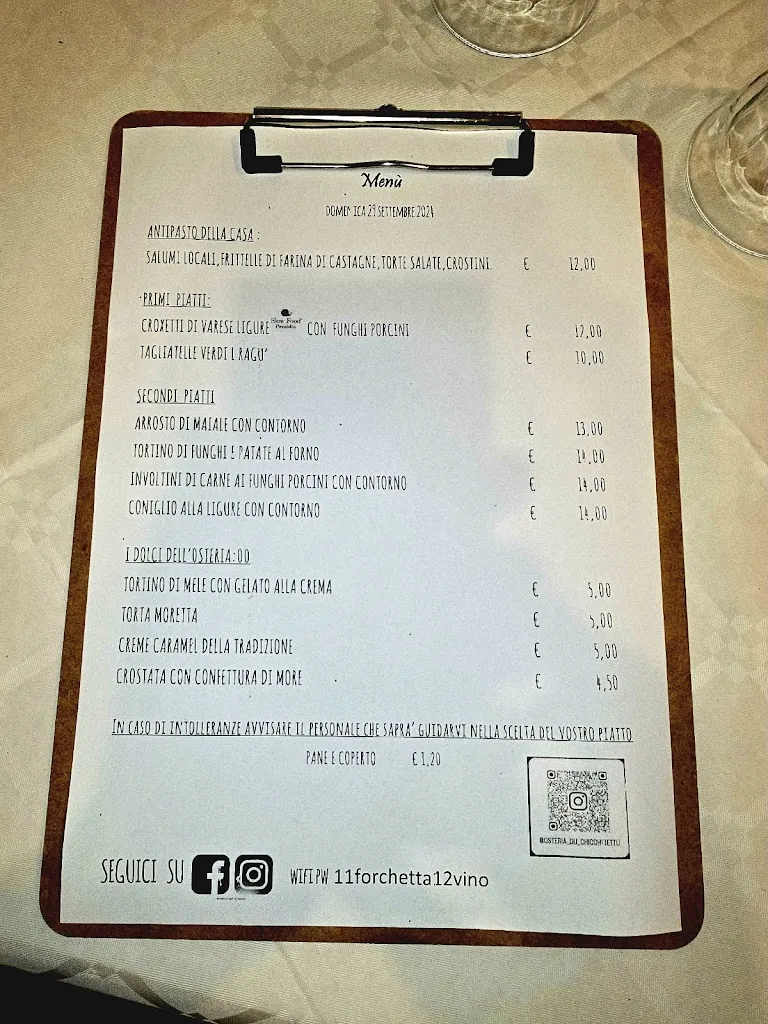 Menù
DOMENICA 29 SETTEMBRE 2024
ANTIPASTO DELLA CASA :
SALUMI LOCALI, FRITTELLE DI FARINA DI CASTAGNE, TORTE SALATE, CROSTINI. € 12,00
PRIMI PIATTI:
CROXETTI DI VARESE LIGURE Slow Food CON FUNGHI PORCINI € 12,00
TAGLIATELLE VERDI L RAGU' € 10,00
SECONDI PIATTI
ARROSTO DI MAIALE CON CONTORNO € 13,00
TORTINO DI FUNGHI E PATATE AL FORNO € 14,00
INVOLTINI DI CARNE AI FUNGHI PORCINI CON CONTORNO € 14,00
CONIGLIO ALLA LIGURE CON CONTORNO € 14,00
I DOLCI DELL'OSTERIA:00
TORTINO DI MELE CON GELATO ALLA CREMA € 5,00
TORTA MORETTA € 5,00
CREME CARAMEL DELLA TRADIZIONE € 5,00
CROSTATA CON CONFETTURA DI MORE € 4,50
IN CASO DI INTOLLERANZE AVVISARE IL PERSONALE CHE SAPRA' GUIDARVI NELLA SCELTA DEL VOSTRO PIATTO
PANE E COPERTO € 1,20
SEGUICI SU WIFI PW 11forchetta12vino